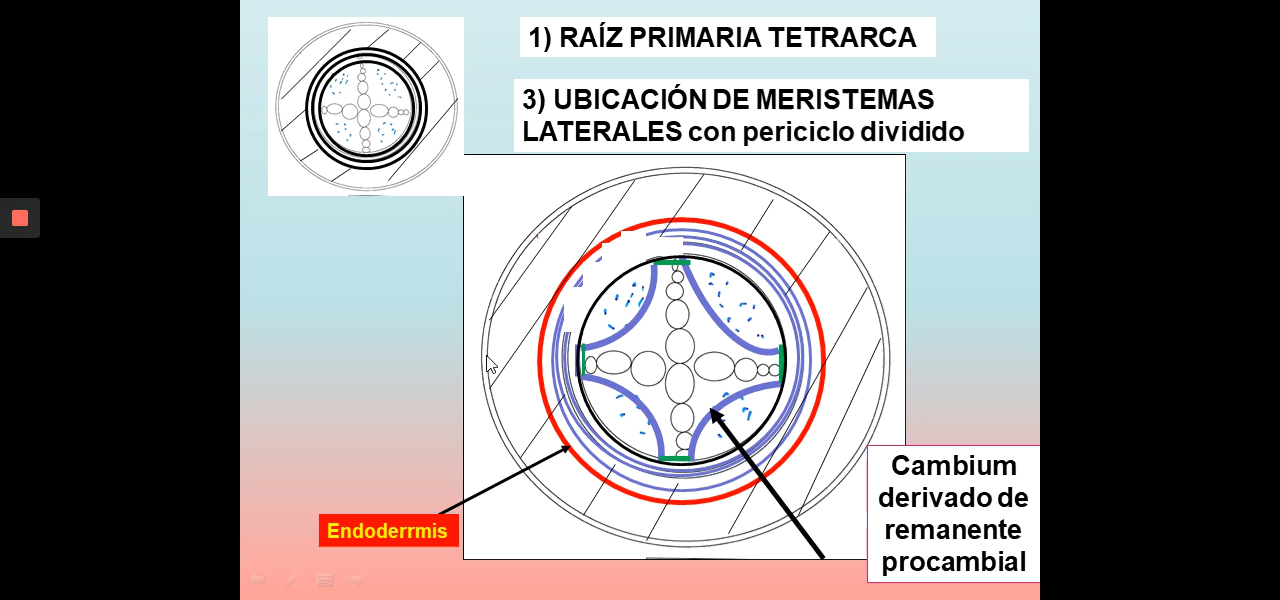 1) RAÍZ PRIMARIA TETRARCA
3) UBICACIÓN DE MERISTEMAS
LATERALES con periciclo dividido
Endoderrmis
Cambium
derivado de
remanente
procambial